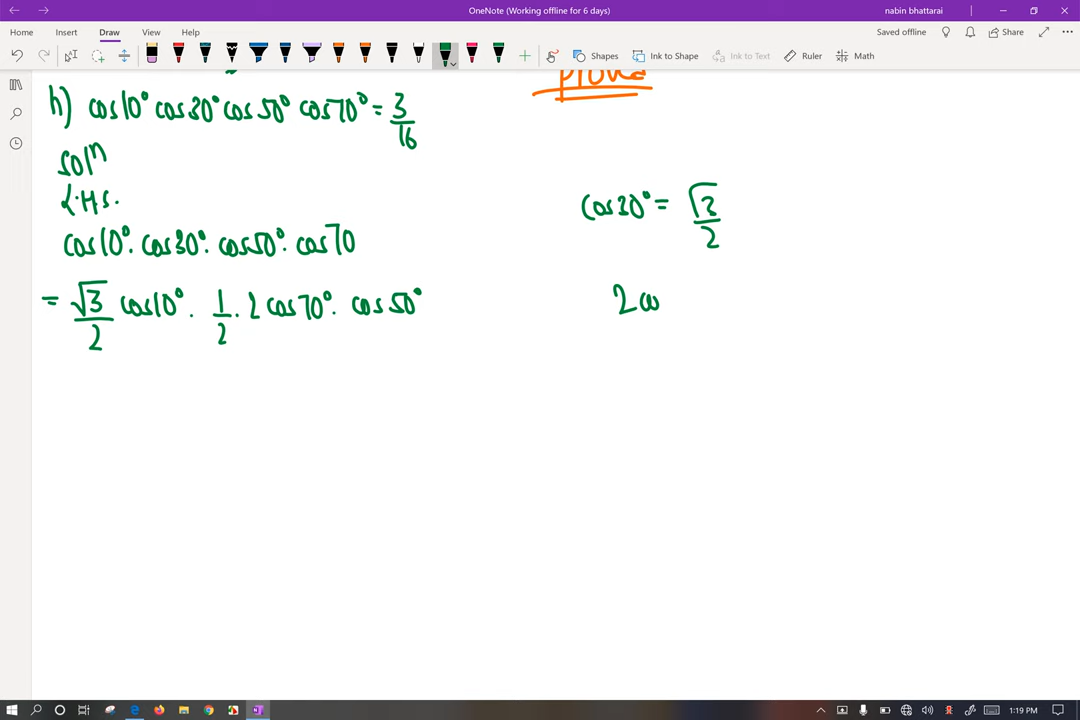 OneNote (Working offline for 6 days)
nabin bhattarai
Home Insert Draw View Help
Saved offline
Share
Shapes
Ink to Shape
Ink to Text
Ruler
Math
Prove
h) cos10° cos30° cos50° cos70° = 3/16
Solⁿ
L.H.S.
cos30° = √3/2
cos10°. cos30°. cos50°. cos70
= √3/2 cos10°. 1/2. 2 cos70°. cos50°
2 co
1:19 PM